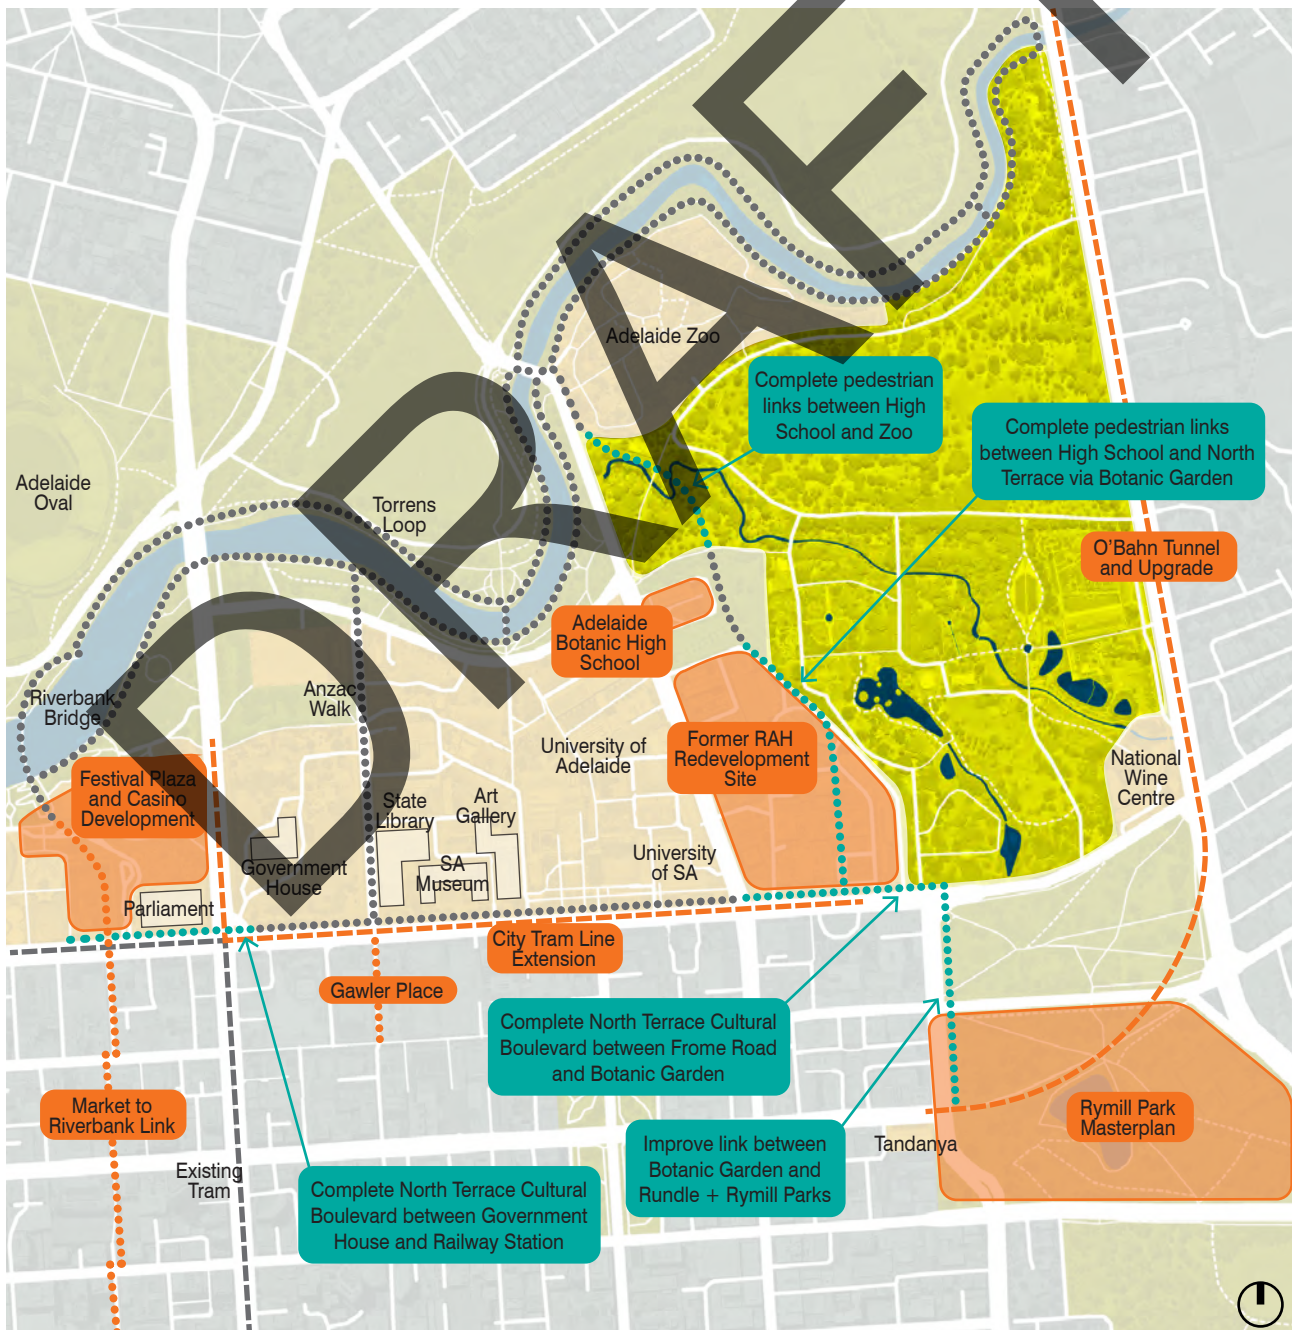 DRAFT
Adelaide Zoo
Complete pedestrian
links between High
School and Zoo
Complete pedestrian links
between High School and North
Terrace via Botanic Garden
Adelaide
Oval
Torrens
Loop
O'Bahn Tunnel
and Upgrade
Adelaide
Botanic High
School
Riverbank
Bridge
Anzac
Walk
University of
Adelaide
Former RAH
Redevelopment
Site
National
Wine
Centre
Festival Plaza
and Casino
Development
State
Library
Art
Gallery
Government
House
SA
Museum
University
of SA
Parliament
City Tram Line
Extension
Gawler Place
Complete North Terrace Cultural
Boulevard between Frome Road
and Botanic Garden
Market to
Riverbank Link
Rymill Park
Masterplan
Improve link between
Botanic Garden and
Rundle + Rymill Parks
Tandanya
Existing
Tram
Complete North Terrace Cultural
Boulevard between Government
House and Railway Station